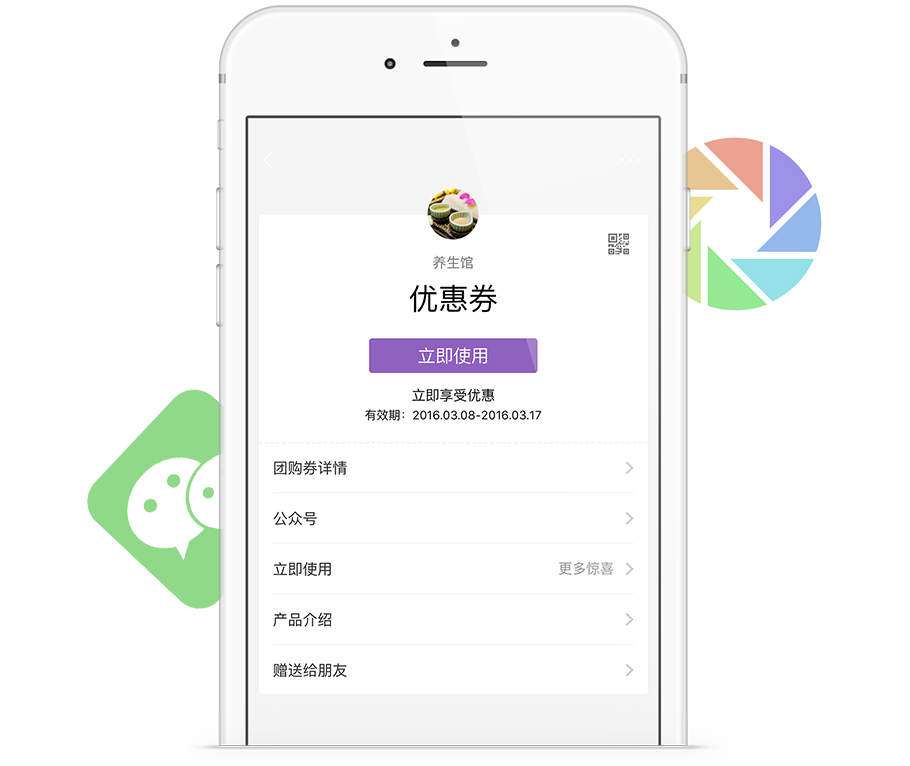 养生馆
优惠券
立即使用
立即享受优惠
有效期：2016.03.08-2016.03.17
团购券详情
公众号
立即使用 更多惊喜
产品介绍
赠送给朋友